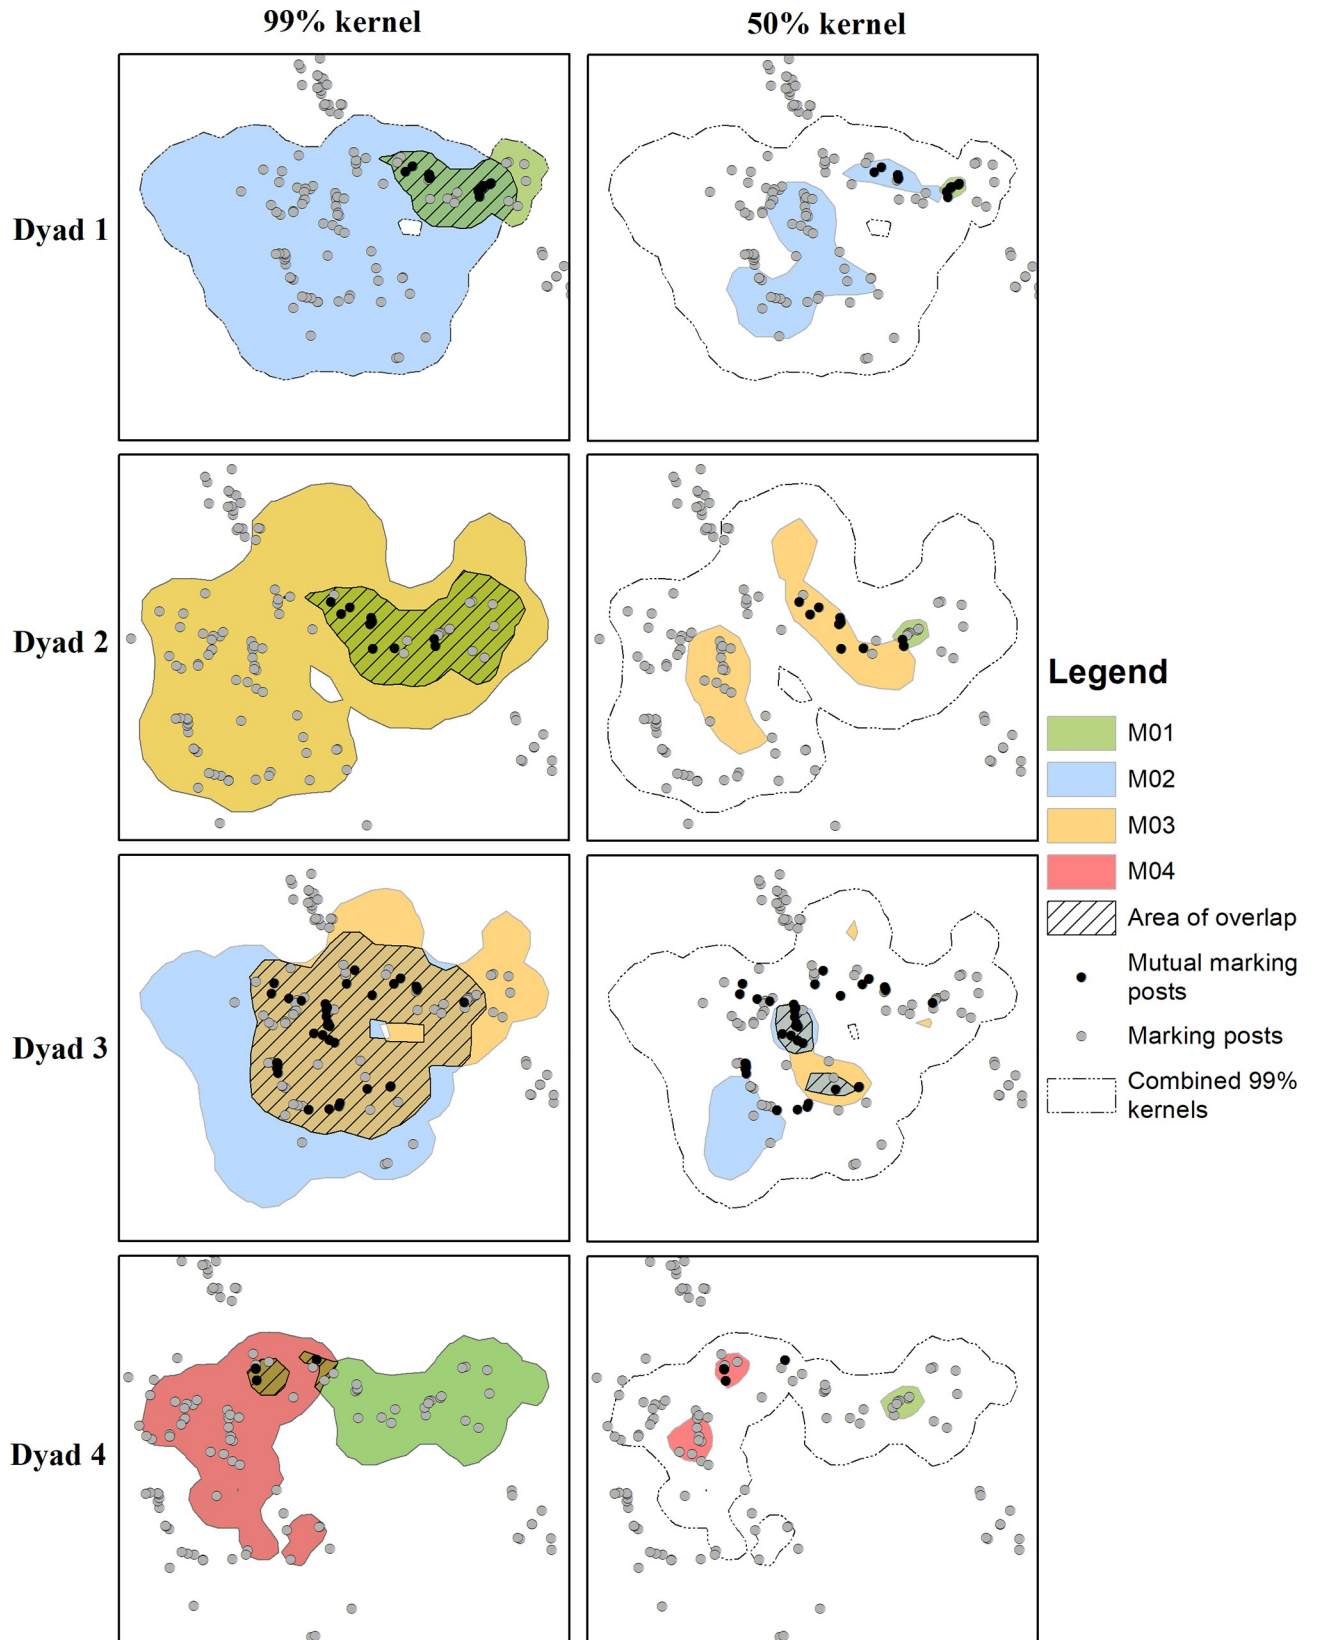 99% kernel
50% kernel
Dyad 1
Dyad 2
Dyad 3
Dyad 4
Legend
M01
M02
M03
M04
Area of overlap
Mutual marking
posts
Marking posts
Combined 99%
kernels